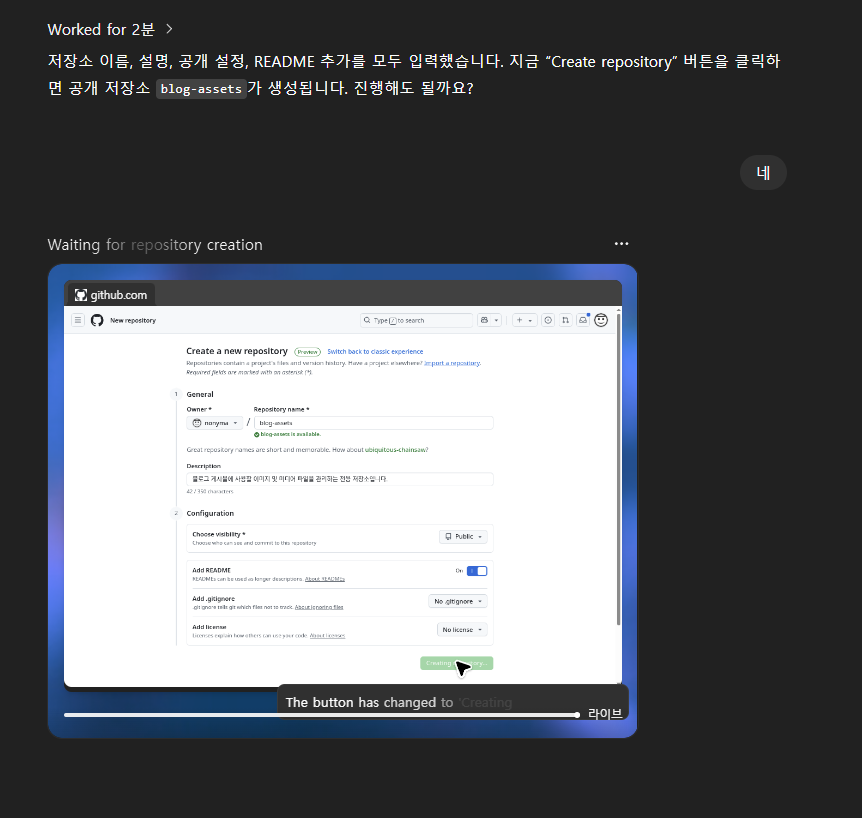 Worked for 2분
저장소 이름, 설명, 공개 설정, README 추가를 모두 입력했습니다. 지금 “Create repository” 버튼을 클릭하
면 공개 저장소 blog-assets가 생성됩니다. 진행해도 될까요?
네
Waiting for repository creation
github.com
New repository
Type / to search
Create a new repository Preview Switch back to classic experience
Repositories contain a project's files and version history. Have a project elsewhere? Import a repository.
Required fields are marked with an asterisk (*).
1 General
Owner * Repository name *
nonyma / blog-assets
blog-assets is available.
Great repository names are short and memorable. How about ubiquitous-chainsaw?
Description
블로그 게시물에 사용할 이미지 및 미디어 파일을 관리하는 전용 저장소입니다.
42 / 350 characters
2 Configuration
Choose visibility * Public
Choose who can see and commit to this repository
Add README On
READMEs can be used as longer descriptions. About READMEs
Add .gitignore No .gitignore
.gitignore tells git which files not to track. About ignoring files
Add license No license
Licenses explain how others can use your code. About licenses
Creating
The button has changed to 'Creating
라이브